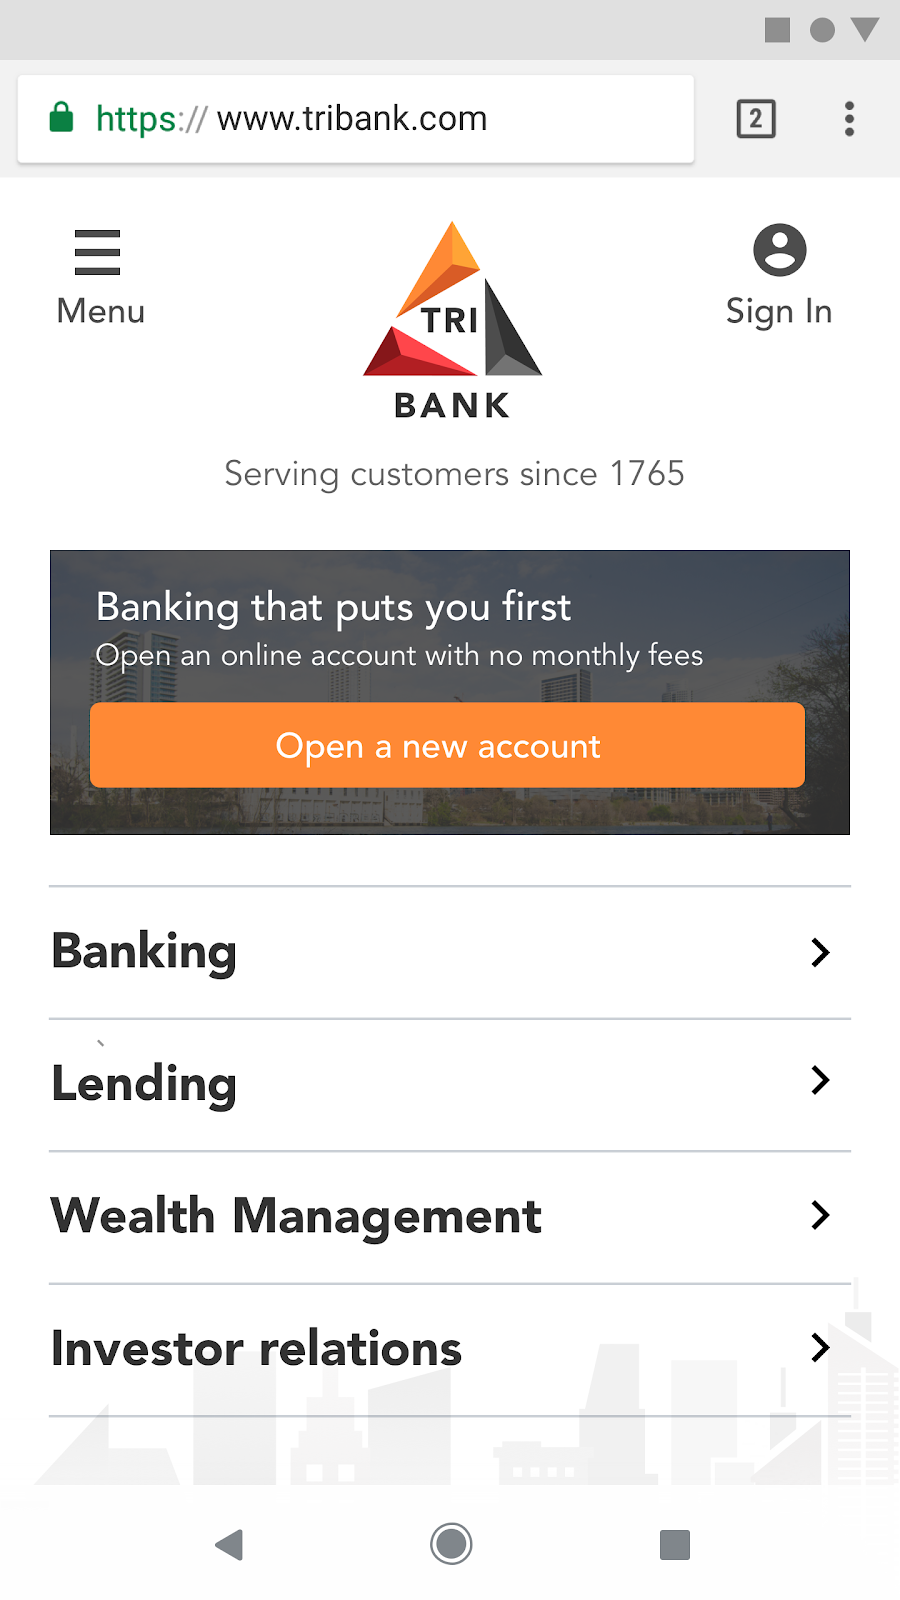 https:// www.tribank.com
2
Menu
Sign In
TRI
BANK
Serving customers since 1765
Banking that puts you first
Open an online account with no monthly fees
Open a new account
Banking
Lending
Wealth Management
Investor relations